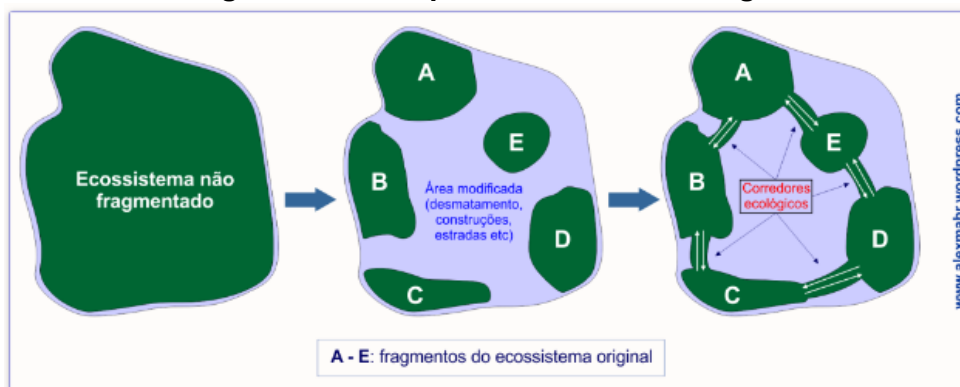 Ecossistema não
fragmentado
A
B
C
D
E
Área modificada
(desmatamento,
construções,
estradas etc)
A
B
C
D
E
Corredores
ecológicos
A - E: fragmentos do ecossistema original
www.alexmabr.wordpress.com